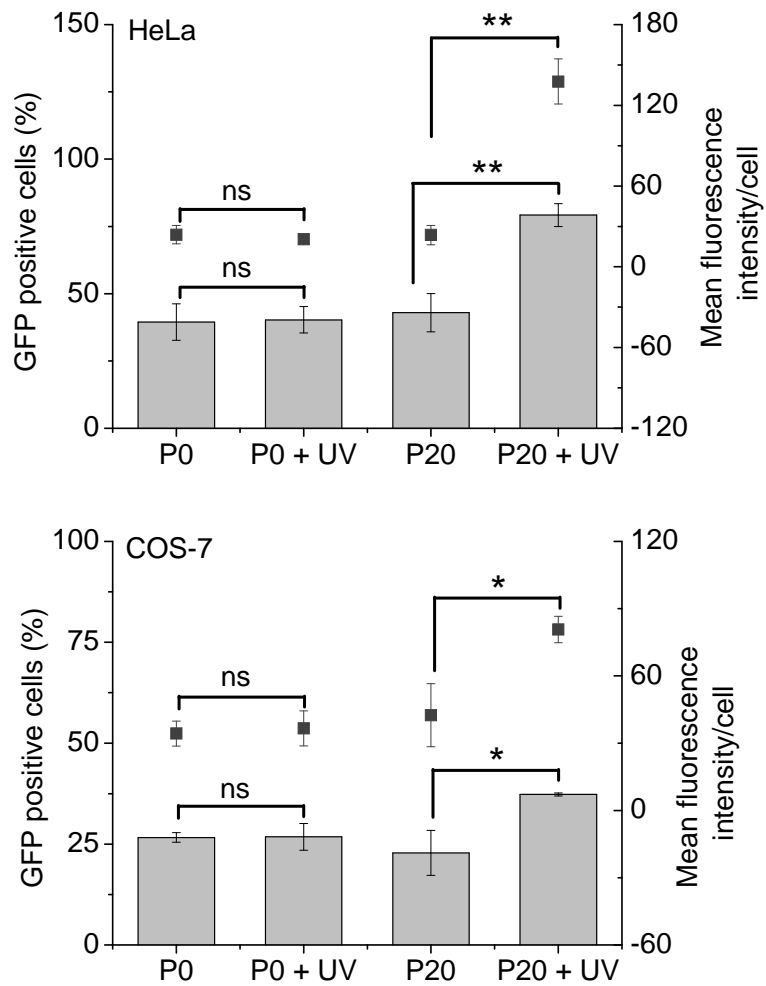 HeLa
GFP positive cells (%)
150
100
50
0
ns
ns
**
**
180
120
60
0
-60
-120
Mean fluorescence
intensity/cell
P0
P0 + UV
P20
P20 + UV
COS-7
GFP positive cells (%)
100
75
50
25
0
ns
ns
*
*
120
60
0
-60
Mean fluorescence
intensity/cell
P0
P0 + UV
P20
P20 + UV